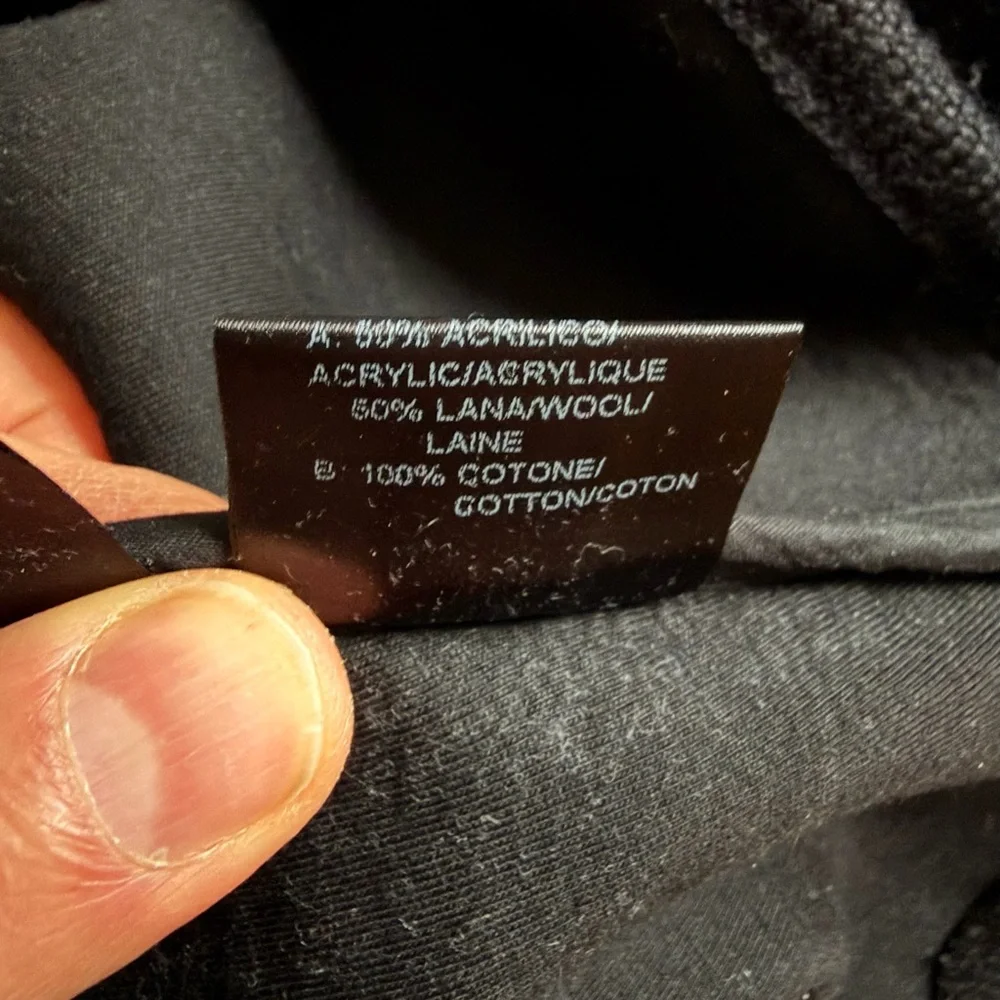 A: 50% ACRILICO/
ACRYLIC/ACRYLIQUE
50% LANA/WOOL/
LAINE
B: 100% COTONE/
COTTON/COTON